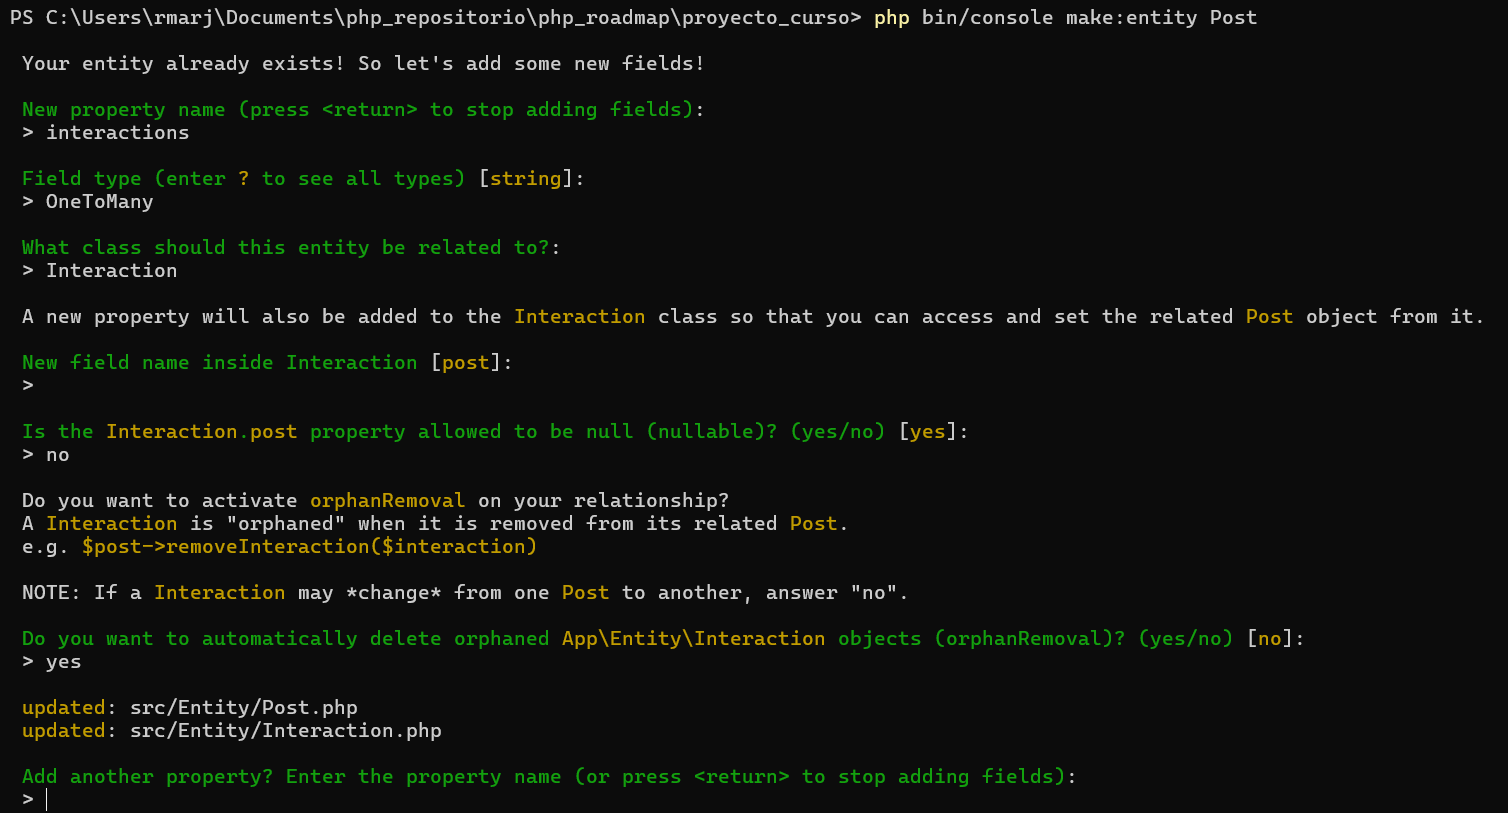 PS C:\Users\rmarj\Documents\php_repositorio\php_roadmap\proyecto_curso> php bin/console make:entity Post
Your entity already exists! So let's add some new fields!
New property name (press <return> to stop adding fields):
> interactions
Field type (enter ? to see all types) [string]:
> OneToMany
What class should this entity be related to?:
> Interaction
A new property will also be added to the Interaction class so that you can access and set the related Post object from it.
New field name inside Interaction [post]:
>
Is the Interaction.post property allowed to be null (nullable)? (yes/no) [yes]:
> no
Do you want to activate orphanRemoval on your relationship?
A Interaction is "orphaned" when it is removed from its related Post.
e.g. $post->removeInteraction($interaction)
NOTE: If a Interaction may *change* from one Post to another, answer "no".
Do you want to automatically delete orphaned App\Entity\Interaction objects (orphanRemoval)? (yes/no) [no]:
> yes
updated: src/Entity/Post.php
updated: src/Entity/Interaction.php
Add another property? Enter the property name (or press <return> to stop adding fields):
>